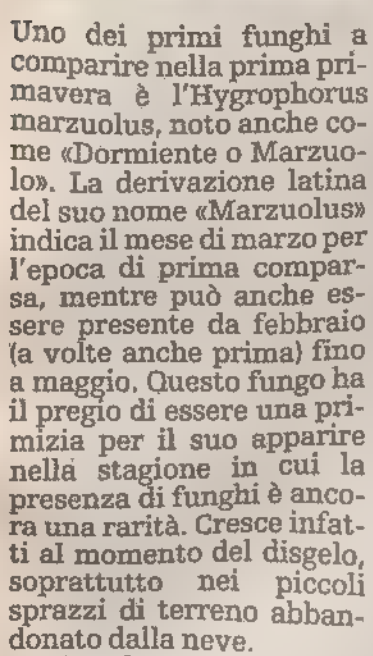 Uno dei primi funghi a
comparire nella prima pri-
mavera è l'Hygrophorus
marzuolus, noto anche co-
me «Dormiente o Marzuo-
lo». La derivazione latina
del suo nome «Marzuolus»
indica il mese di marzo per
l'epoca di prima compar-
sa, mentre può anche es-
sere presente da febbraio
(a volte anche prima) fino
a maggio. Questo fungo ha
il pregio di essere una pri-
mizia per il suo apparire
nella stagione in cui la
presenza di funghi è anco-
ra una rarità. Cresce infat-
ti al momento del disgelo,
soprattutto nei piccoli
sprazzi di terreno abban-
donato dalla neve.